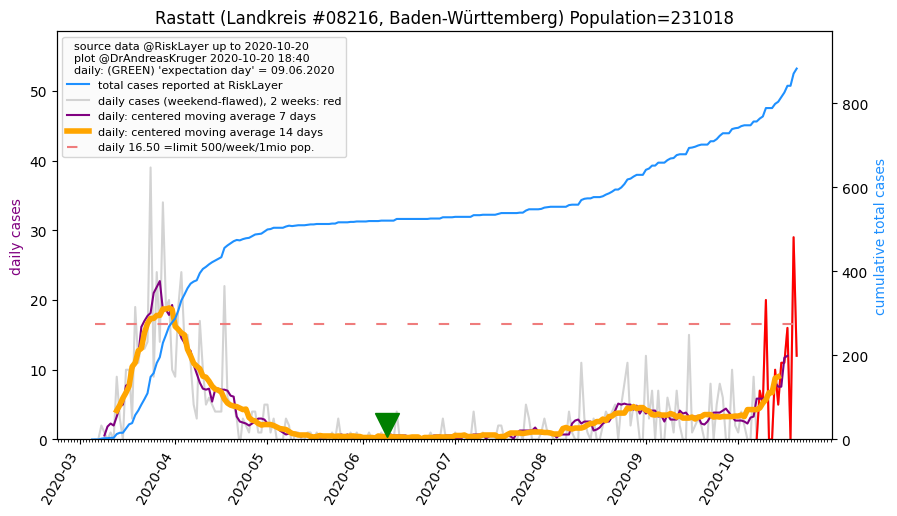 Rastatt (Landkreis #08216, Baden-Württemberg) Population=231018
source data @RiskLayer up to 2020-10-20
plot @DrAndreasKruger 2020-10-20 18:40
daily: (GREEN) 'expectation day' = 09.06.2020
total cases reported at RiskLayer
daily cases (weekend-flawed), 2 weeks: red
daily: centered moving average 7 days
daily: centered moving average 14 days
daily 16.50 =limit 500/week/1mio pop.
daily cases
50
40
30
20
10
0
cumulative total cases
800
600
400
200
0
2020-03
2020-04
2020-05
2020-06
2020-07
2020-08
2020-09
2020-10